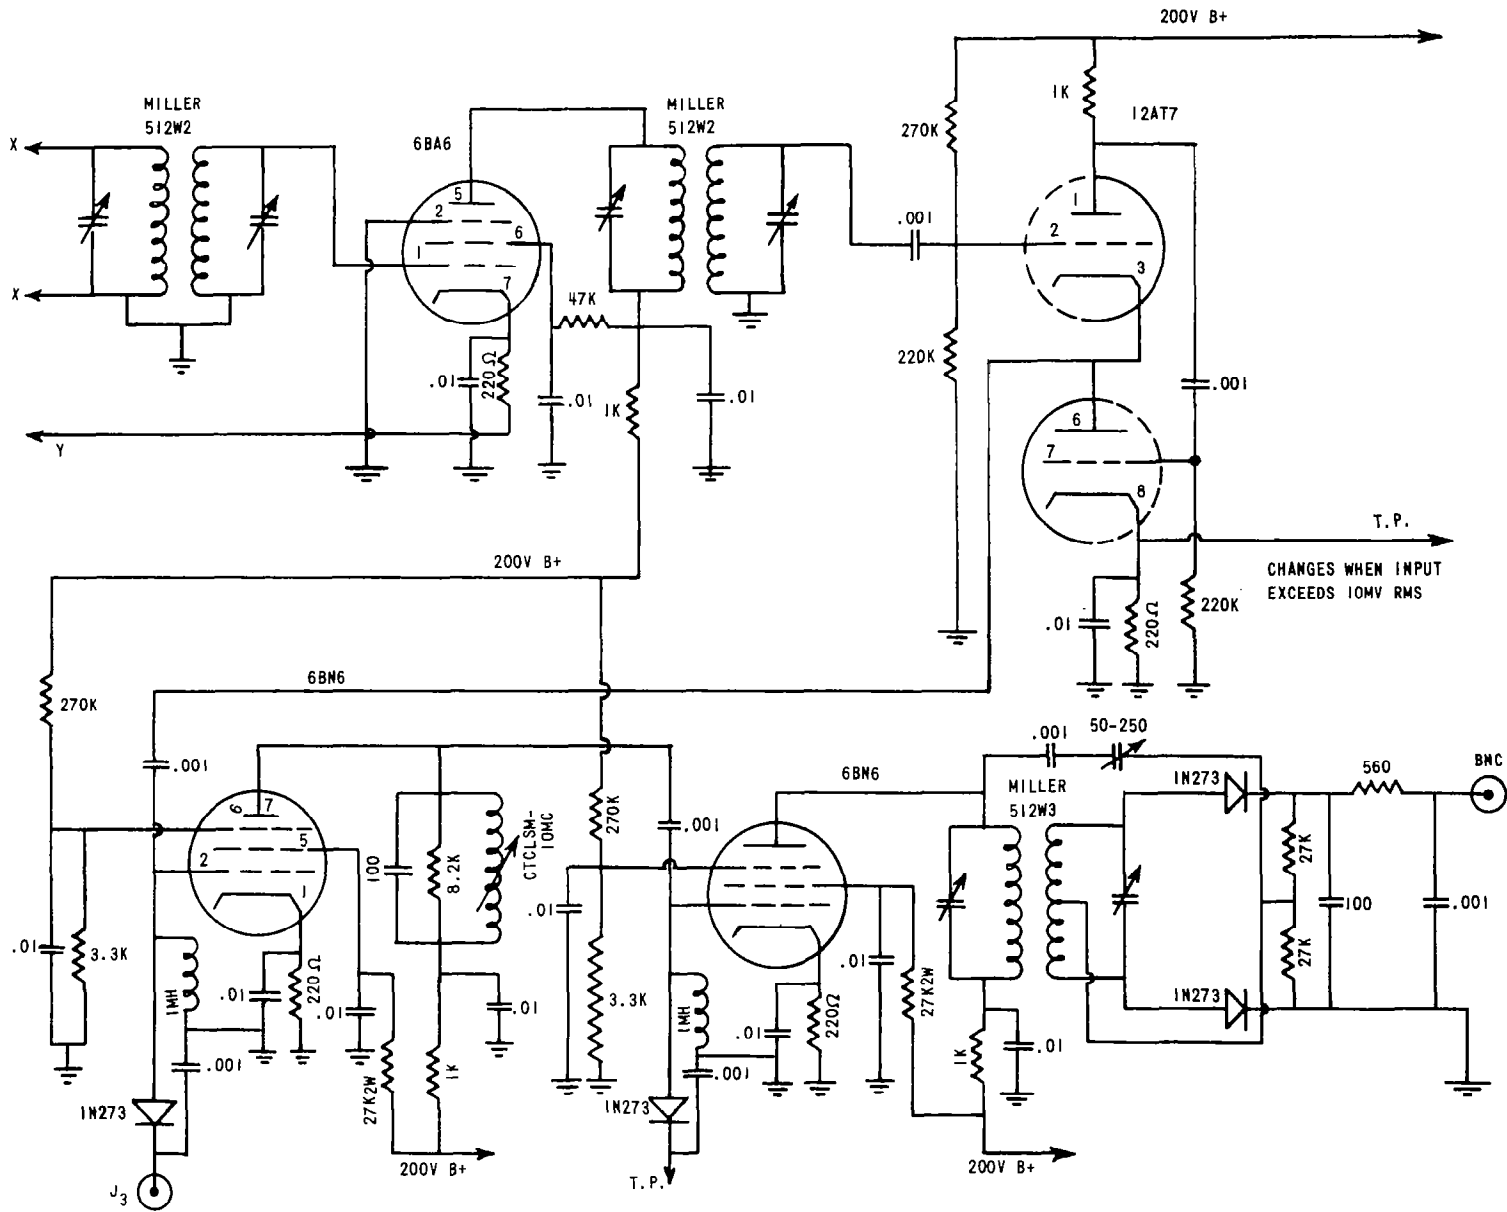 200V B+
MILLER
512W2
X
X
6BA6
5
2
6
1
7
MILLER
512W2
47K
.01
220Ω
.01
1K
.01
Y
270K
1K
12AT7
.001
1
2
3
220K
.001
6
7
8
T.P.
CHANGES WHEN INPUT
EXCEEDS 10MV RMS
.01
220Ω
220K
200V B+
270K
6BN6
.001
6
7
5
2
1
.01
3.3K
1MH
.01
220Ω
.01
.001
1N273
J3
100
8.2K
CTCLSM-
10MC
.01
27K2W
1K
200V B+
270K
.001
.01
3.3K
1MH
.01
220Ω
.001
1N273
T.P.
6BN6
.01
27K2W
1K
.01
200V B+
.001
50-250
MILLER
512W3
1N273
1N273
27K
27K
560
100
.001
BNC